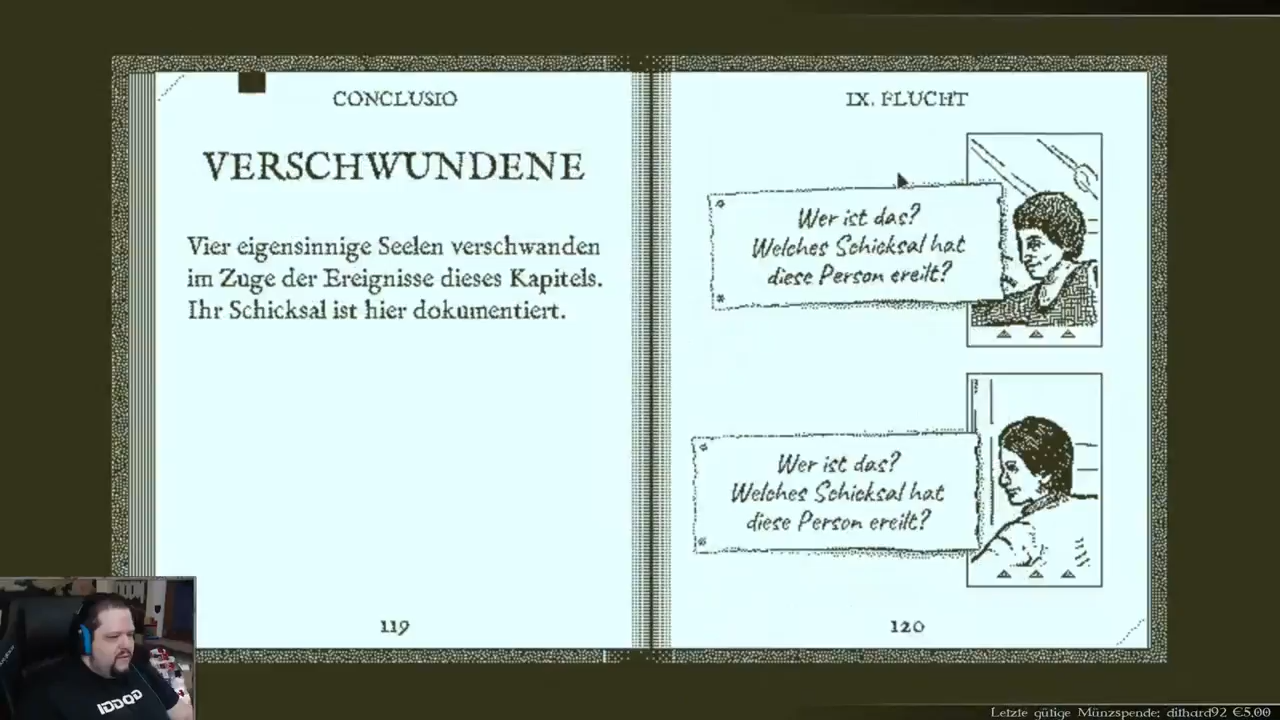 CONCLUSIO
VERSCHWUNDENE
Vier eigensinnige Seelen verschwanden
im Zuge der Ereignisse dieses Kapitels.
Ihr Schicksal ist hier dokumentiert.
119
IX. FLUCHT
Wer ist das?
Welches Schicksal hat
diese Person ereilt?
Wer ist das?
Welches Schicksal hat
diese Person ereilt?
120
IDDQD
Letzte gütige Münzspende: dithard92 €5.00